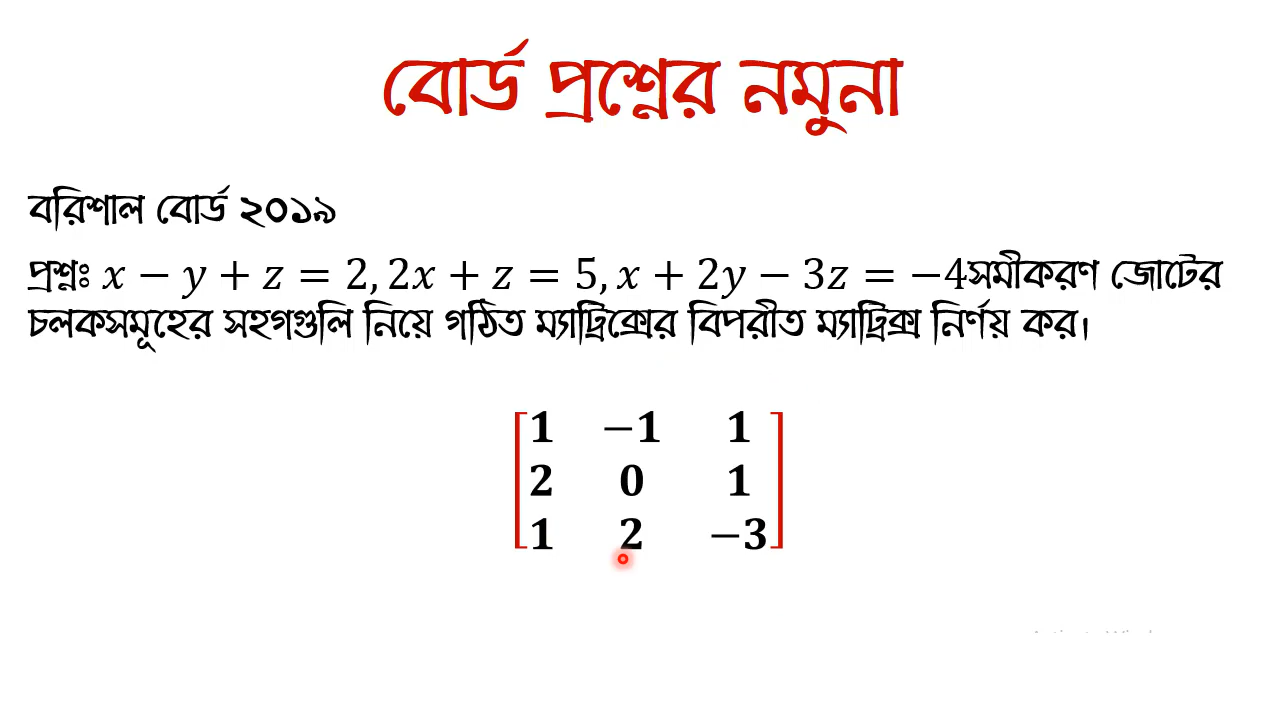 বোর্ড প্রশ্নের নমুনা
বরিশাল বোর্ড ২০১৯
প্রশ্নঃ x − y + z = 2, 2x + z = 5, x + 2y − 3z = −4সমীকরণ জোটের
চলকসমূহের সহগগুলি নিয়ে গঠিত ম্যাট্রিক্সের বিপরীত ম্যাট্রিক্স নির্ণয় কর।
1 −1 1
2 0 1
1 2 −3